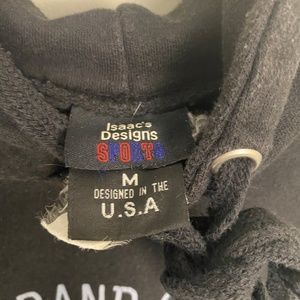 Isaac's
Designs
SPORTS
M
DESIGNED IN THE
U.S.A